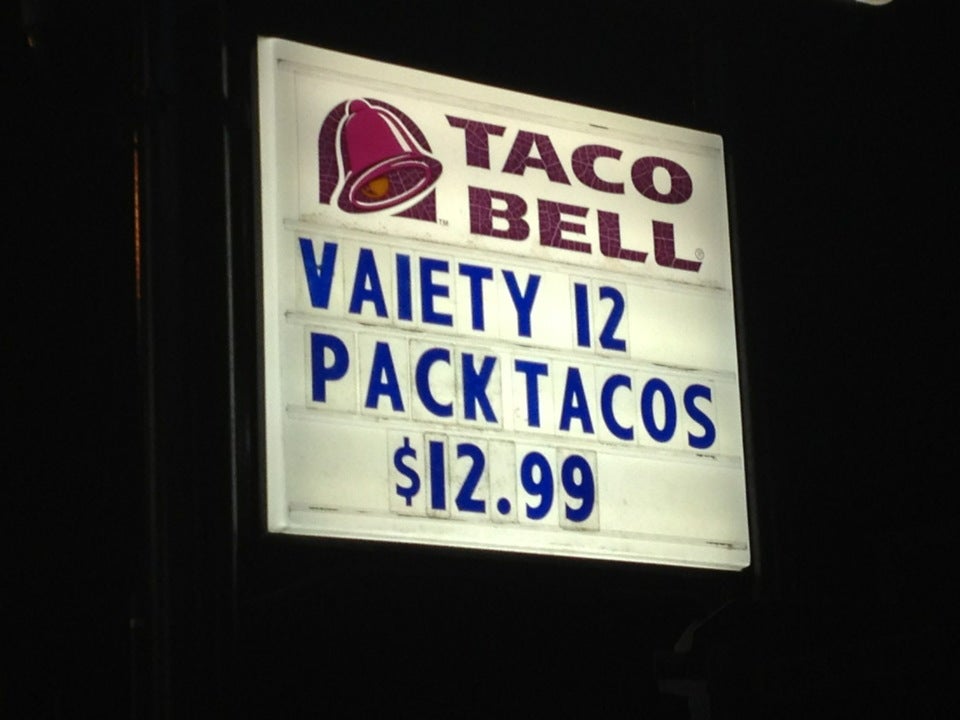 TACO
BELL
VAIETY 12
PACK TACOS
$12.99